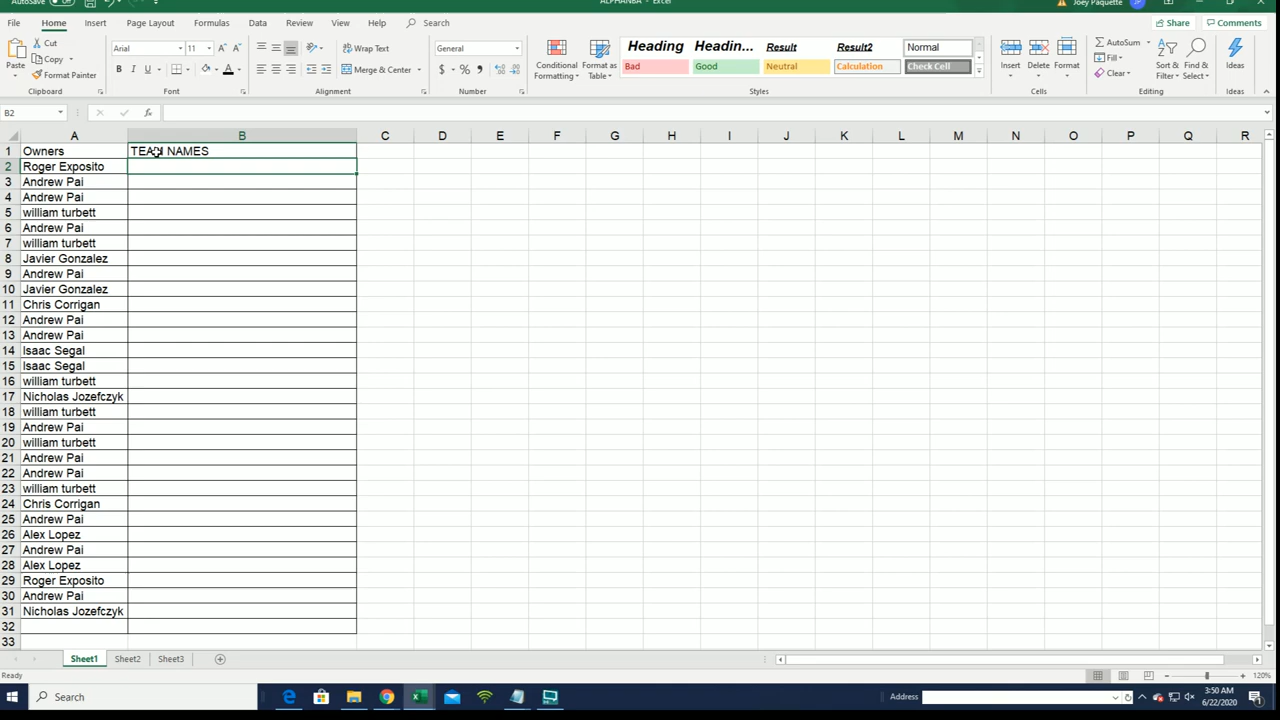 AutoSave Off ALPHANBA - Excel Joey Paquette JP
File Home Insert Page Layout Formulas Data Review View Help Search Share Comments
Paste Cut Copy Format Painter Clipboard
Arial 11 A A B I U A Font
Wrap Text Merge & Center Alignment
General $ % , Number
Conditional Formatting Format as Table
Heading Headin... Result Result2 Normal
Bad Good Neutral Calculation Check Cell
Styles
Insert Delete Format Cells
AutoSum Fill Clear Sort & Filter Find & Select Editing
Ideas Ideas
B2 fx
A B C D E F G H I J K L M N O P Q R
1 Owners TEAM NAMES
2 Roger Exposito
3 Andrew Pai
4 Andrew Pai
5 william turbett
6 Andrew Pai
7 william turbett
8 Javier Gonzalez
9 Andrew Pai
10 Javier Gonzalez
11 Chris Corrigan
12 Andrew Pai
13 Andrew Pai
14 Isaac Segal
15 Isaac Segal
16 william turbett
17 Nicholas Jozefczyk
18 william turbett
19 Andrew Pai
20 william turbett
21 Andrew Pai
22 Andrew Pai
23 william turbett
24 Chris Corrigan
25 Andrew Pai
26 Alex Lopez
27 Andrew Pai
28 Alex Lopez
29 Roger Exposito
30 Andrew Pai
31 Nicholas Jozefczyk
32
33
Sheet1 Sheet2 Sheet3
Ready 120%
Search Address 3:50 AM
6/22/2020